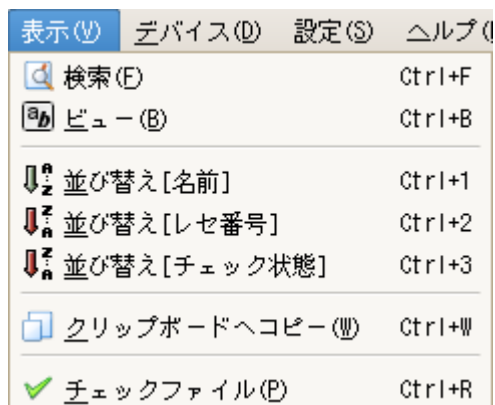 表示(V) デバイス(D) 設定(S) ヘルプ(
検索(F) Ctrl+F
ビュー(B) Ctrl+B
並び替え[名前] Ctrl+1
並び替え[レセ番号] Ctrl+2
並び替え[チェック状態] Ctrl+3
クリップボードへコピー(W) Ctrl+W
チェックファイル(P) Ctrl+R